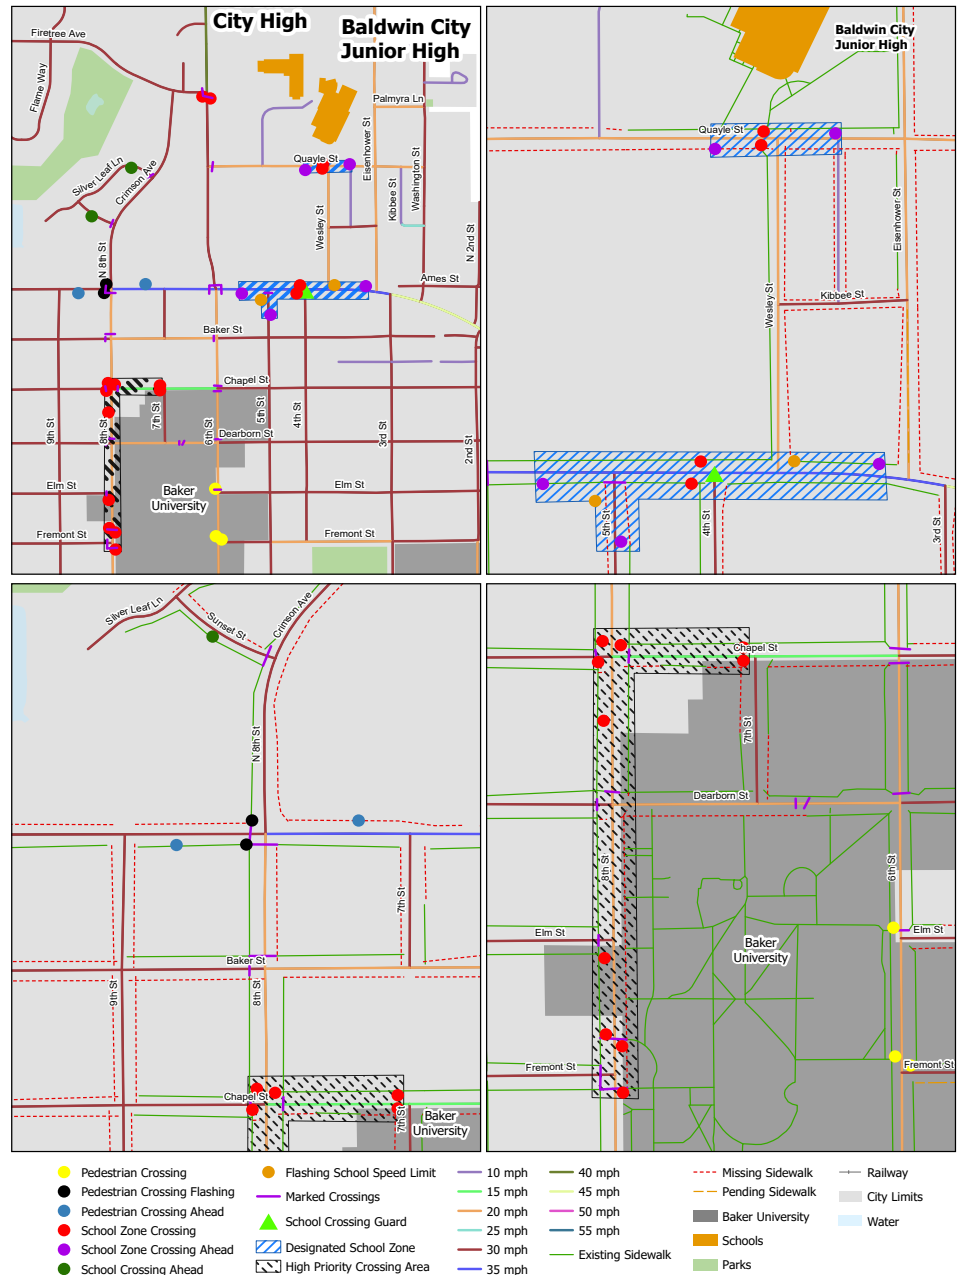 City High
Baldwin City
Junior High
Firetree Ave
Flame Way
Palmyra Ln
Eisenhower St
Quayle St
Silver Leaf Ln
Crimson Ave
Kibbee St
Washington St
Wesley St
N 2nd St
N 8th St
Ames St
Baker St
Chapel St
9th St
8th St
7th St
6th St
5th St
4th St
3rd St
2nd St
Dearborn St
Elm St
Baker
University
Elm St
Fremont St
Fremont St
Baldwin City
Junior High
Quayle St
Eisenhower St
Wesley St
Kibbee St
5th St
4th St
3rd St
Silver Leaf Ln
Sunset St
Crimson Ave
N 8th St
7th St
Baker St
9th St
8th St
Chapel St
7th St
Baker
University
Chapel St
7th St
Dearborn St
8th St
6th St
Elm St
Elm St
Baker
University
Fremont St
Fremont St
Pedestrian Crossing
Pedestrian Crossing Flashing
Pedestrian Crossing Ahead
School Zone Crossing
School Zone Crossing Ahead
School Crossing Ahead
Flashing School Speed Limit
Marked Crossings
School Crossing Guard
Designated School Zone
High Priority Crossing Area
10 mph
15 mph
20 mph
25 mph
30 mph
35 mph
40 mph
45 mph
50 mph
55 mph
Existing Sidewalk
Missing Sidewalk
Pending Sidewalk
Baker University
Schools
Parks
Railway
City Limits
Water